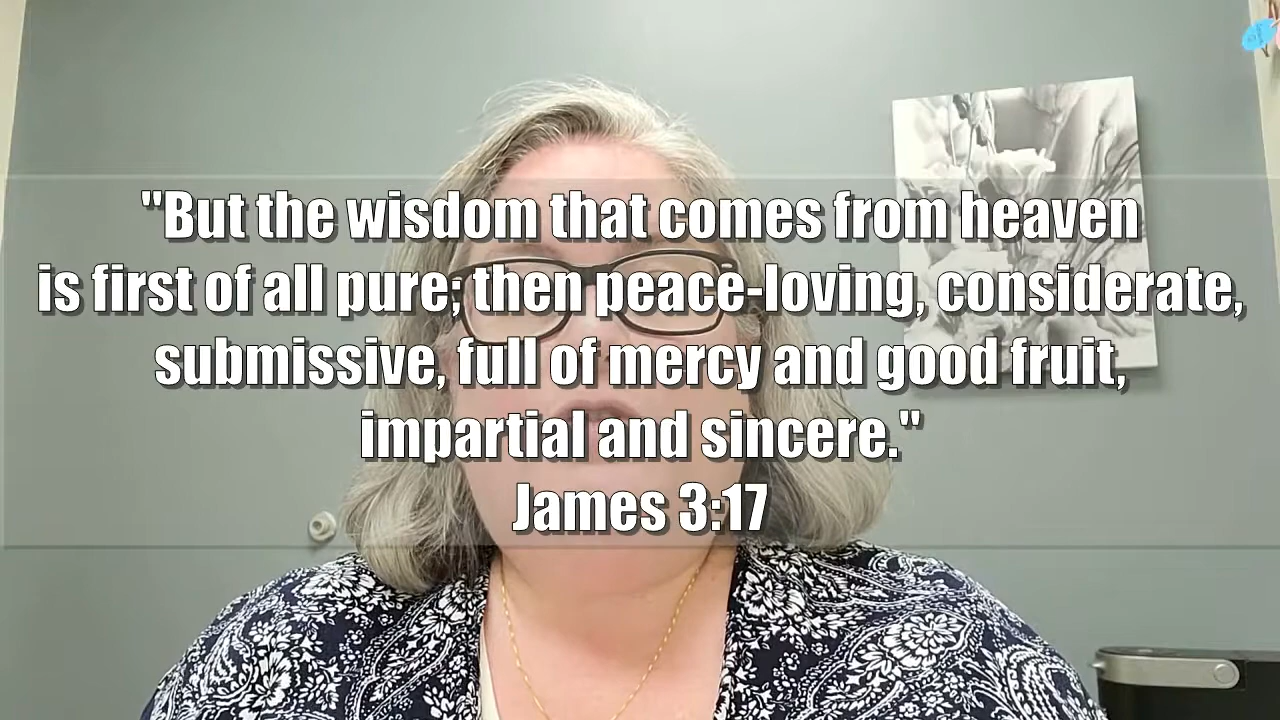 "But the wisdom that comes from heaven
is first of all pure; then peace-loving, considerate,
submissive, full of mercy and good fruit,
impartial and sincere."
James 3:17